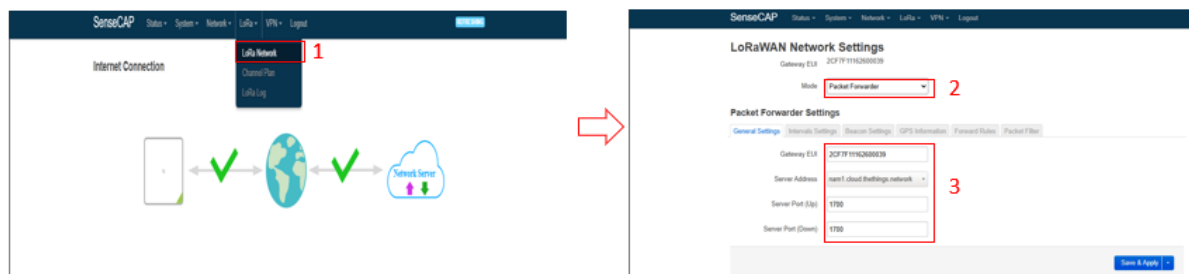 SenseCAP Status System Network LoRa VPN Logout REFRESHING
LoRa Network 1
Channel Plan
LoRa Log
Internet Connection
Network Server
SenseCAP Status System Network LoRa VPN Logout
LoRaWAN Network Settings
Gateway EUI 2CF7F11162600039
Mode Packet Forwarder 2
Packet Forwarder Settings
General Settings Intervals Settings Beacon Settings GPS Information Forward Rules Packet Filter
Gateway EUI 2CF7F11162600039
Server Address nam1.cloud.thethings.network
3
Server Port (Up) 1700
Server Port (Down) 1700
Save & Apply